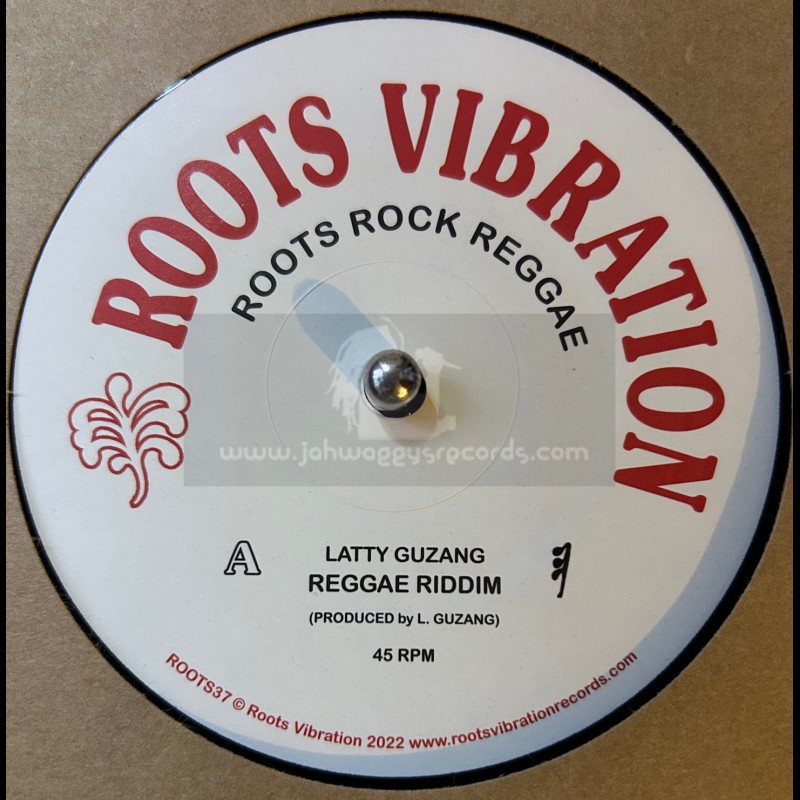 ROOTS VIBRATION
ROOTS ROCK REGGAE
www.jahwaggysrecords.com
A
LATTY GUZANG
REGGAE RIDDIM
(PRODUCED by L. GUZANG)
45 RPM
ROOTS37 © Roots Vibration 2022 www.rootsvibrationrecords.com